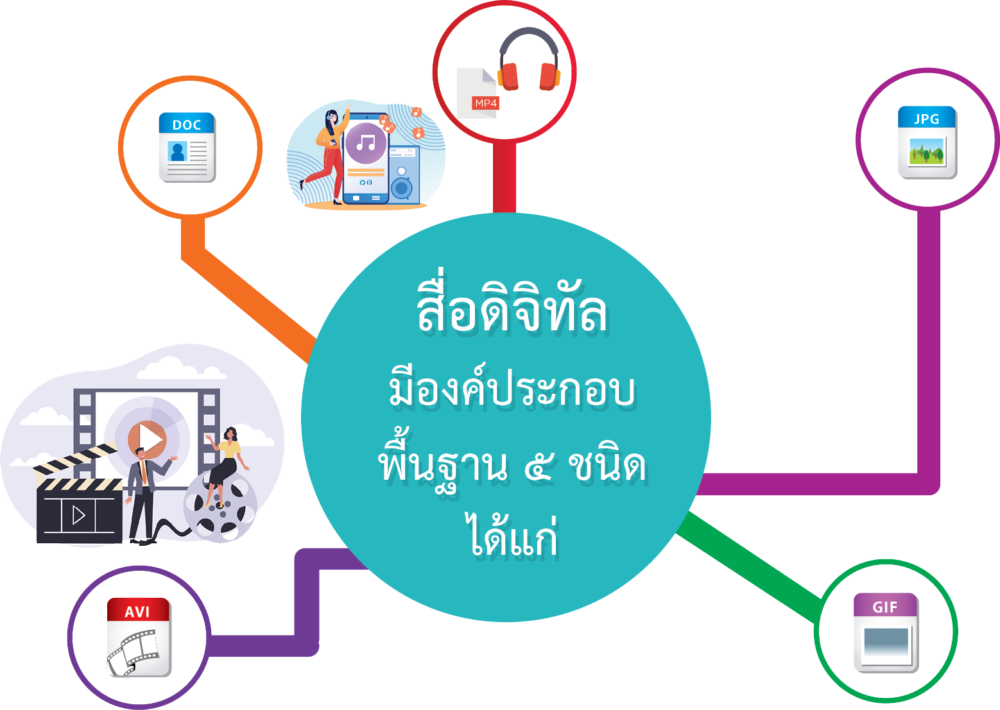 MP4
DOC
JPG
สื่อดิจิทัล
มีองค์ประกอบ
พื้นฐาน ๕ ชนิด
ได้แก่
AVI
GIF